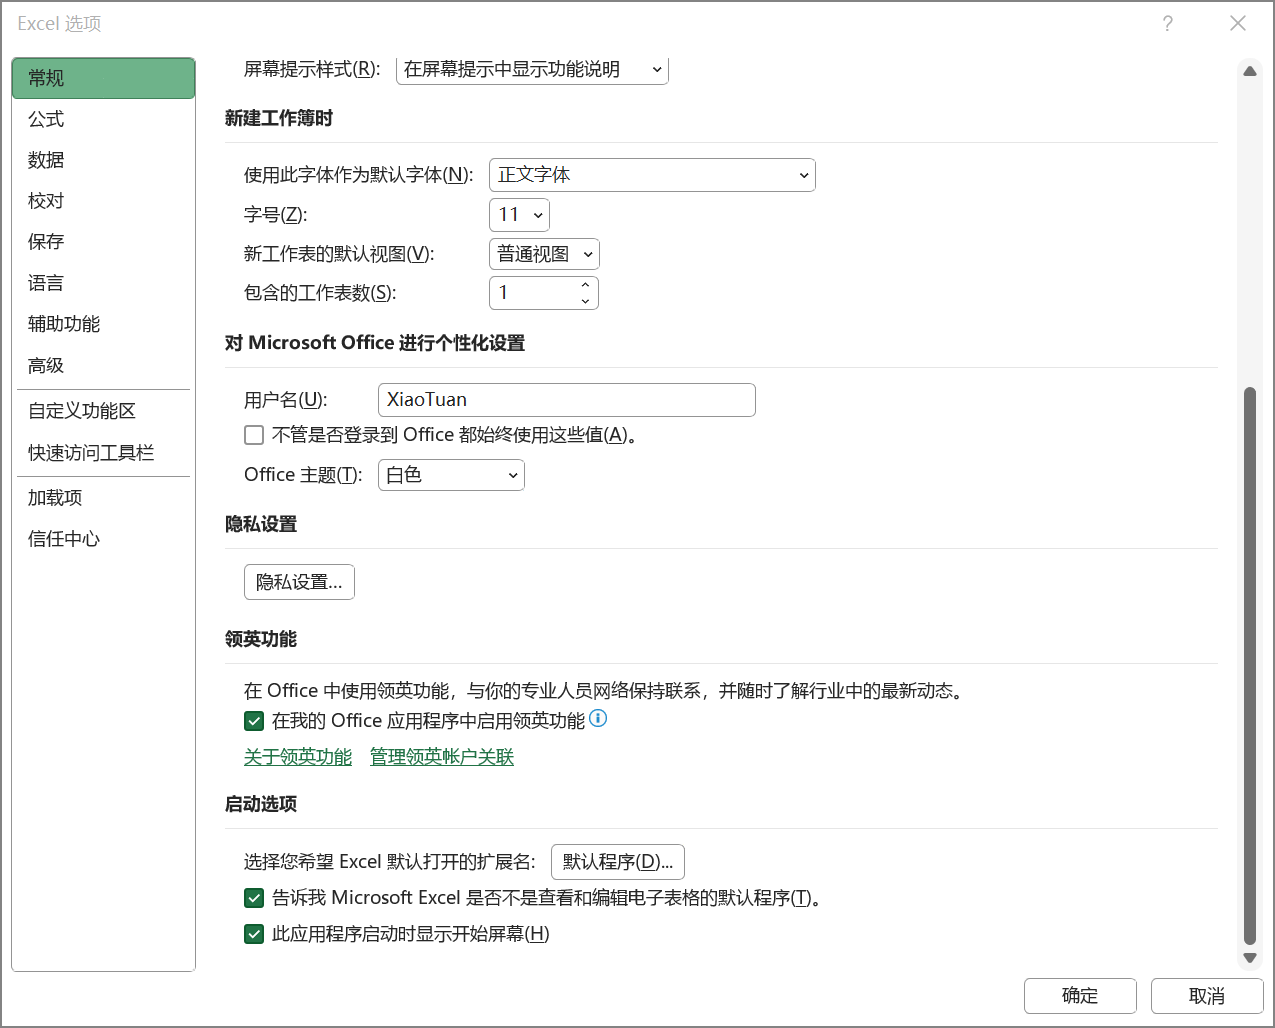 Excel 选项
常规
公式
数据
校对
保存
语言
辅助功能
高级
自定义功能区
快速访问工具栏
加载项
信任中心
屏幕提示样式(R): 在屏幕提示中显示功能说明
新建工作簿时
使用此字体作为默认字体(N): 正文字体
字号(Z): 11
新工作表的默认视图(V): 普通视图
包含的工作表数(S): 1
对 Microsoft Office 进行个性化设置
用户名(U): XiaoTuan
不管是否登录到 Office 都始终使用这些值(A)。
Office 主题(T): 白色
隐私设置
隐私设置...
领英功能
在 Office 中使用领英功能，与你的专业人员网络保持联系，并随时了解行业中的最新动态。
在我的 Office 应用程序中启用领英功能
关于领英功能 管理领英帐户关联
启动选项
选择您希望 Excel 默认打开的扩展名: 默认程序(D)...
告诉我 Microsoft Excel 是否不是查看和编辑电子表格的默认程序(T)。
此应用程序启动时显示开始屏幕(H)
确定 取消